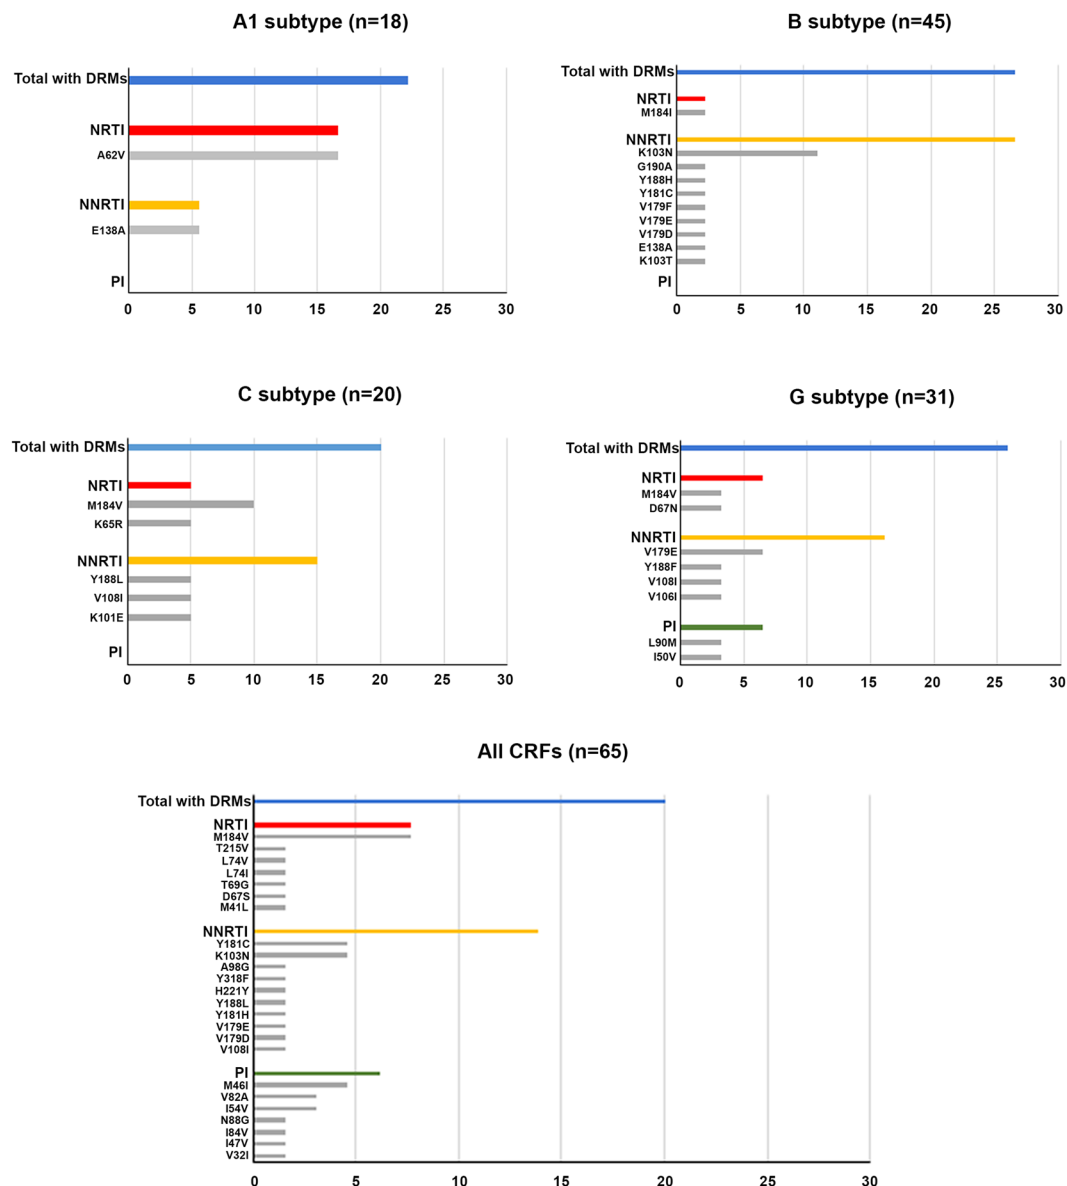 A1 subtype (n=18)
Total with DRMs
NRTI
A62V
NNRTI
E138A
PI
0 5 10 15 20 25 30
B subtype (n=45)
Total with DRMs
NRTI
M184I
NNRTI
K103N
G190A
Y188H
Y181C
V179F
V179E
V179D
E138A
K103T
PI
0 5 10 15 20 25 30
C subtype (n=20)
Total with DRMs
NRTI
M184V
K65R
NNRTI
Y188L
V108I
K101E
PI
0 5 10 15 20 25 30
G subtype (n=31)
Total with DRMs
NRTI
M184V
D67N
NNRTI
V179E
Y188F
V108I
V106I
PI
L90M
I50V
0 5 10 15 20 25 30
All CRFs (n=65)
Total with DRMs
NRTI
M184V
T215V
L74V
L74I
T69G
D67S
M41L
NNRTI
Y181C
K103N
A98G
Y318F
H221Y
Y188L
Y181H
V179E
V179D
V108I
PI
M46I
V82A
I54V
N88G
I84V
I47V
V32I
0 5 10 15 20 25 30